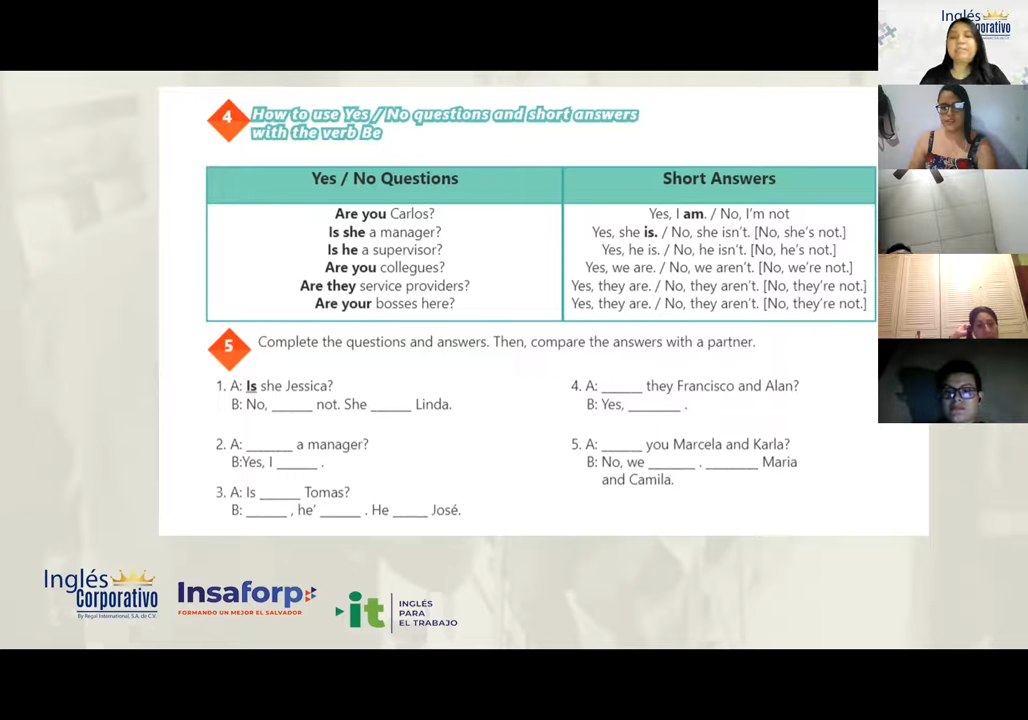 4 How to use Yes / No questions and short answers
with the verb Be
Yes / No Questions
Short Answers
Are you Carlos?
Yes, I am. / No, I'm not
Is she a manager?
Yes, she is. / No, she isn't. [No, she's not.]
Is he a supervisor?
Yes, he is. / No, he isn't. [No, he's not.]
Are you collegues?
Yes, we are. / No, we aren't. [No, we're not.]
Are they service providers?
Yes, they are. / No, they aren't. [No, they're not.]
Are your bosses here?
Yes, they are. / No, they aren't. [No, they're not.]
5 Complete the questions and answers. Then, compare the answers with a partner.
1. A: Is she Jessica?
B: No, ______ not. She ______ Linda.
2. A: _______ a manager?
B:Yes, I ______ .
3. A: Is ______ Tomas?
B: ______ , he' ______ . He _____ José.
4. A: ______ they Francisco and Alan?
B: Yes, ________ .
5. A: _____ you Marcela and Karla?
B: No, we _______ . ________ Maria
and Camila.
Inglés
Corporativo
By Regal International, S.A. de C.V.
Insaforp
FORMANDO UN MEJOR EL SALVADOR
it
INGLÉS
PARA
EL TRABAJO
Inglés